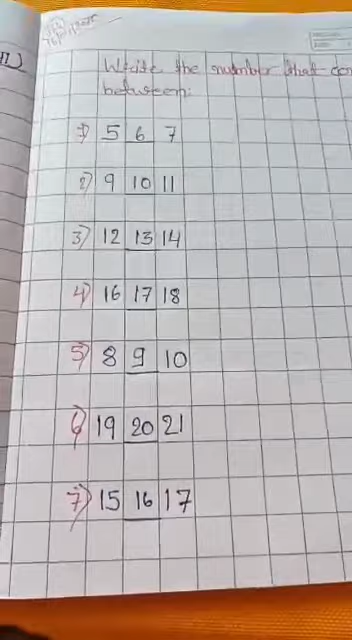 II)
Write the number that
between:
1) 5 6 7
2) 9 10 11
3) 12 13 14
4) 16 17 18
5) 8 9 10
6) 19 20 21
7) 15 16 17